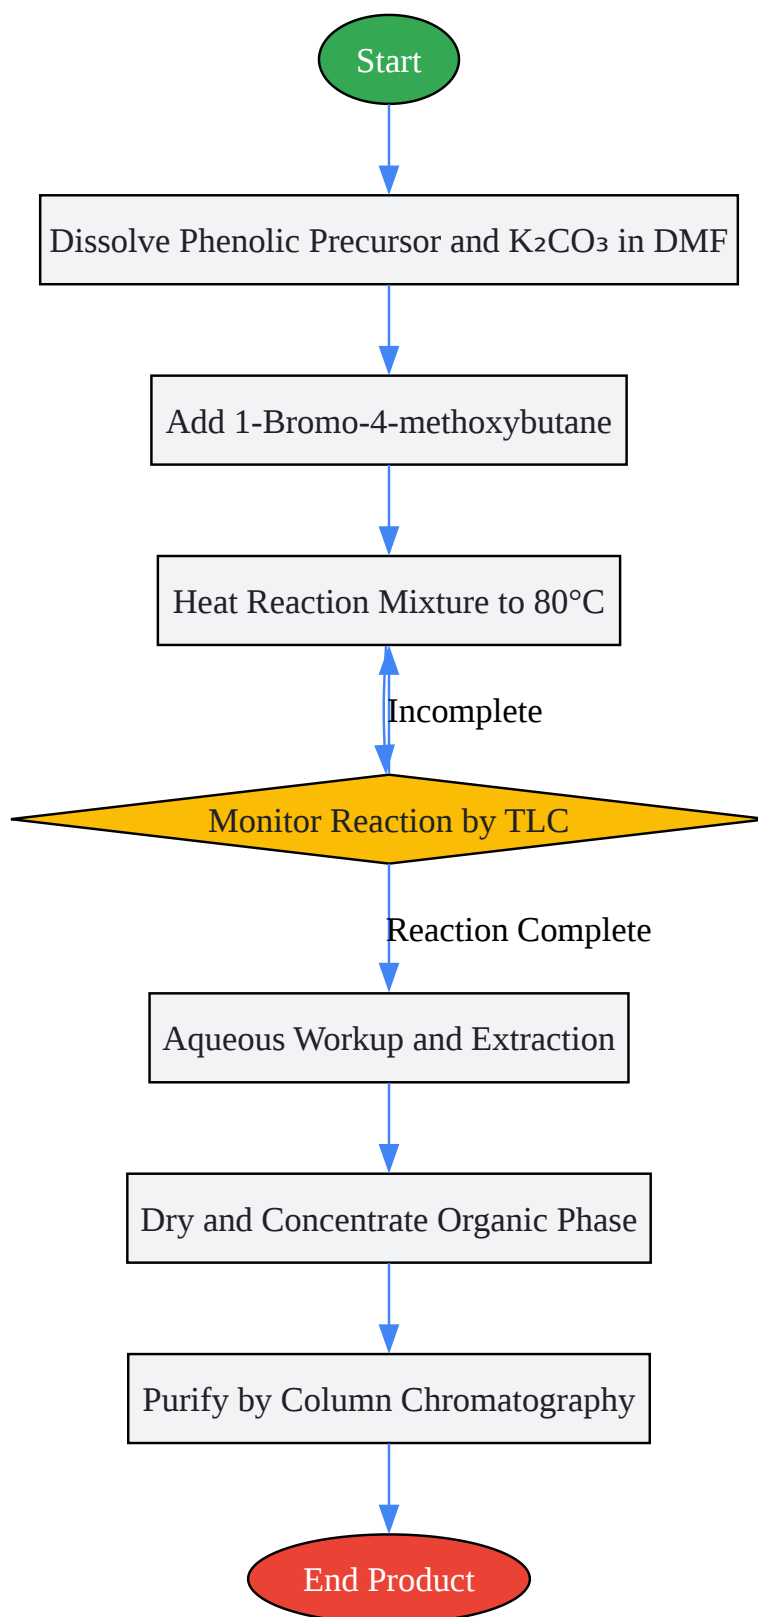 Start
Dissolve Phenolic Precursor and K₂CO₃ in DMF
Add 1-Bromo-4-methoxybutane
Heat Reaction Mixture to 80°C
Incomplete
Monitor Reaction by TLC
Reaction Complete
Aqueous Workup and Extraction
Dry and Concentrate Organic Phase
Purify by Column Chromatography
End Product